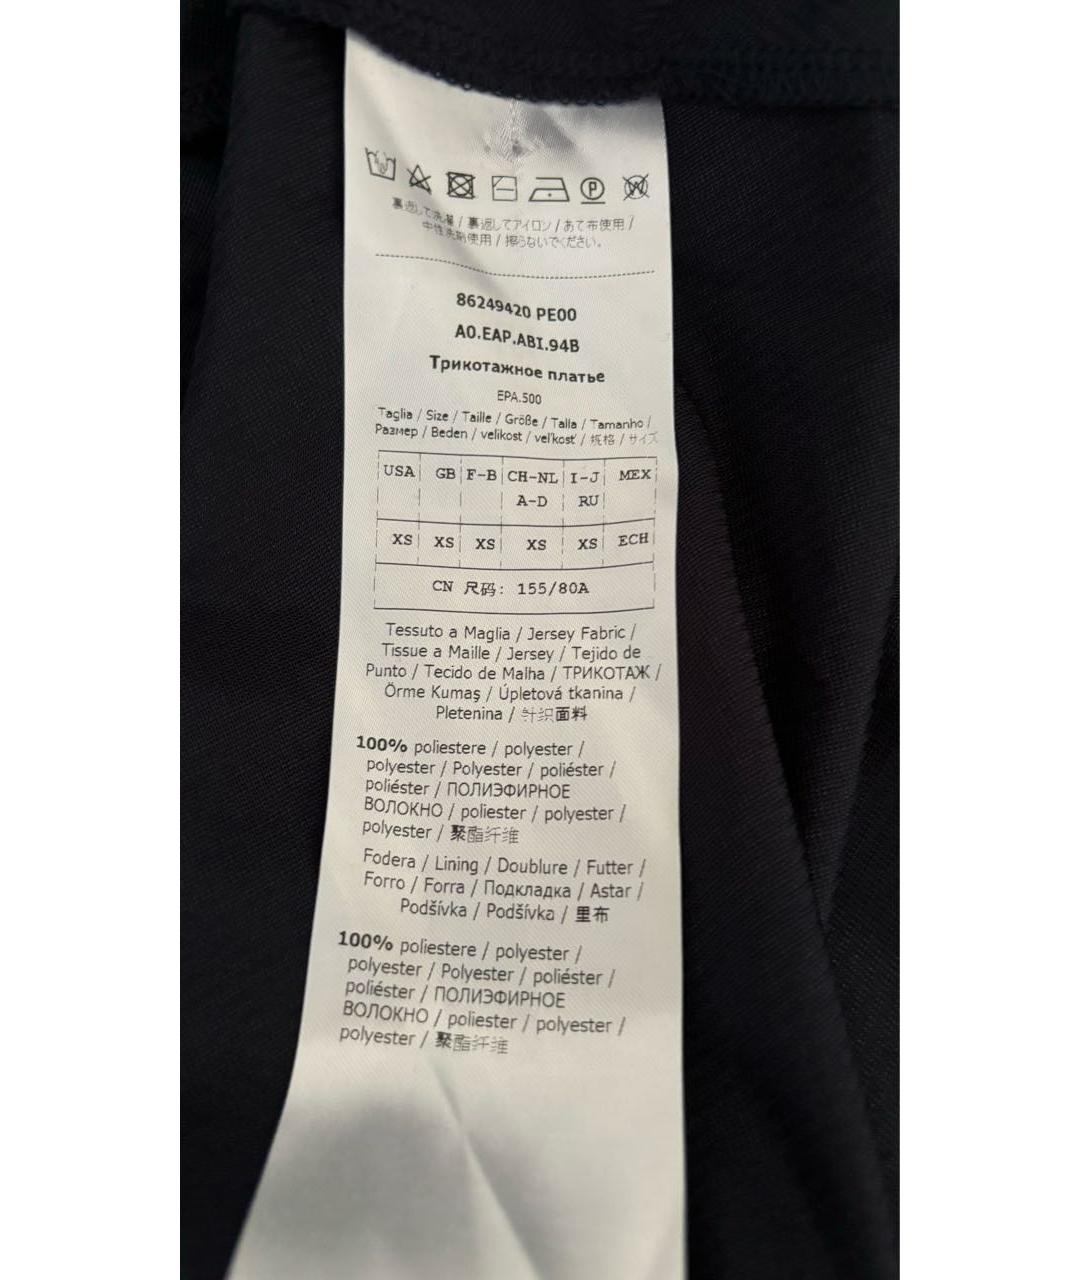 裏返して洗濯 / 裏返してアイロン / あて布使用 /
中性洗剤使用 / 擦らないでください。
86249420 PE00
A0.EAP.ABI.94B
Трикотажное платье
EPA.500
Taglia / Size / Taille / Größe / Talla / Tamanho /
Размер / Beden / velikost / veľkosť / 规格 / サイズ
USA GB F-B CH-NL I-J MEX
A-D RU
XS XS XS XS XS ECH
CN 尺码: 155/80A
Tessuto a Maglia / Jersey Fabric /
Tissue a Maille / Jersey / Tejido de
Punto / Tecido de Malha / ТРИКОТАЖ /
Örme Kumaş / Úpletová tkanina /
Pletenina / 针织面料
100% poliestere / polyester /
polyester / Polyester / poliéster /
poliéster / ПОЛИЭФИРНОЕ
ВОЛОКНО / poliester / polyester /
polyester / 聚酯纤维
Fodera / Lining / Doublure / Futter /
Forro / Forra / Подкладка / Astar /
Podšívka / Podšívka / 里布
100% poliestere / polyester /
polyester / Polyester / poliéster /
poliéster / ПОЛИЭФИРНОЕ
ВОЛОКНО / poliester / polyester /
polyester / 聚酯纤维